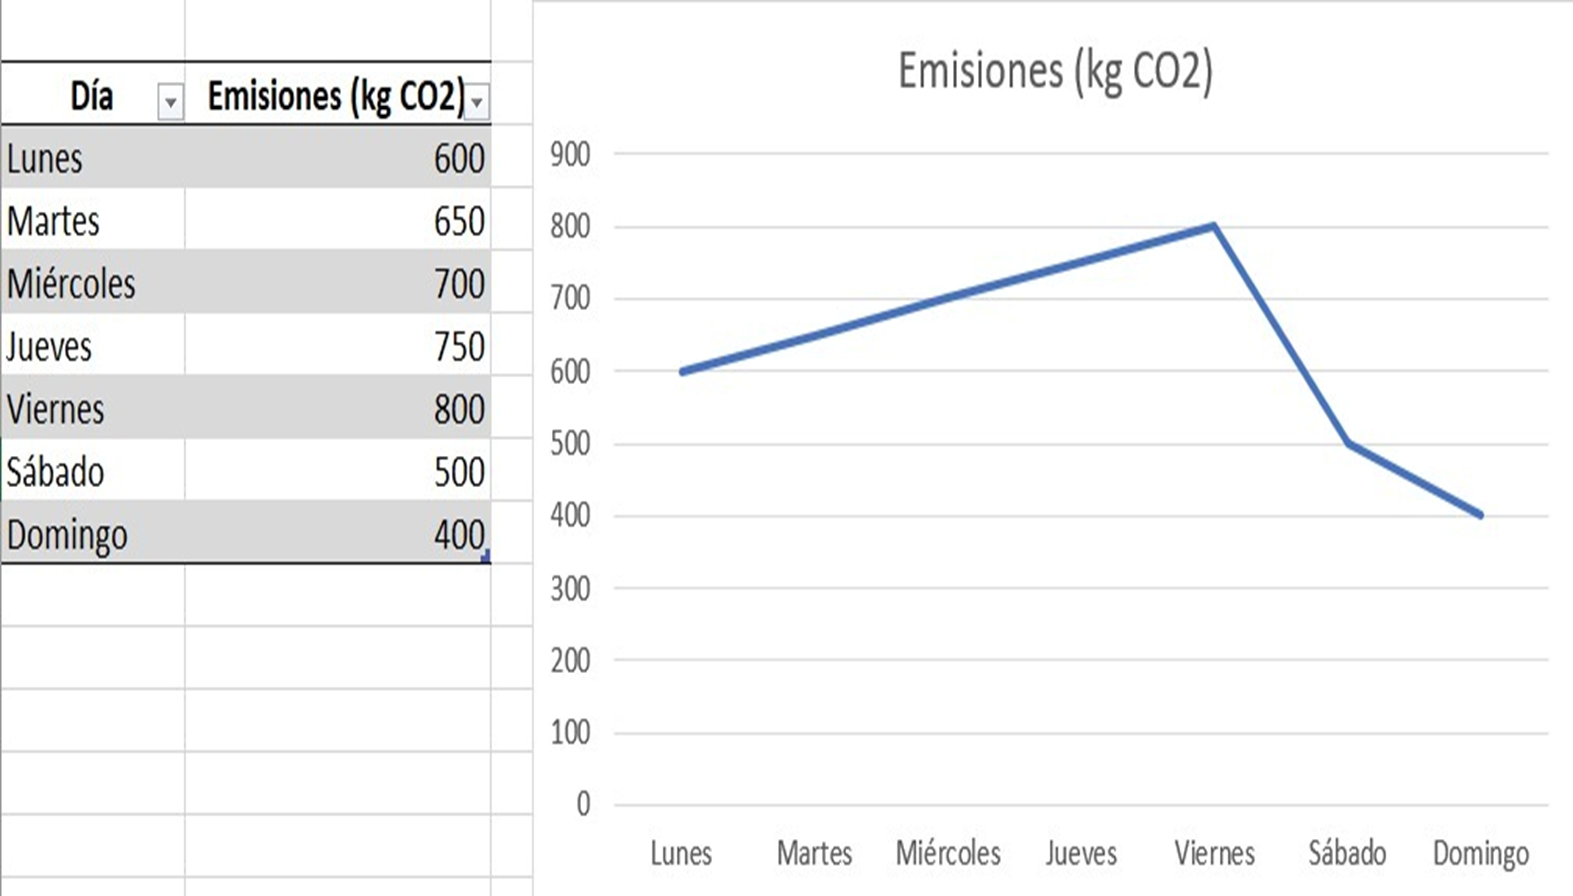 Día Emisiones (kg CO2)
Lunes 600
Martes 650
Miércoles 700
Jueves 750
Viernes 800
Sábado 500
Domingo 400
Emisiones (kg CO2)
900
800
700
600
500
400
300
200
100
0
Lunes Martes Miércoles Jueves Viernes Sábado Domingo